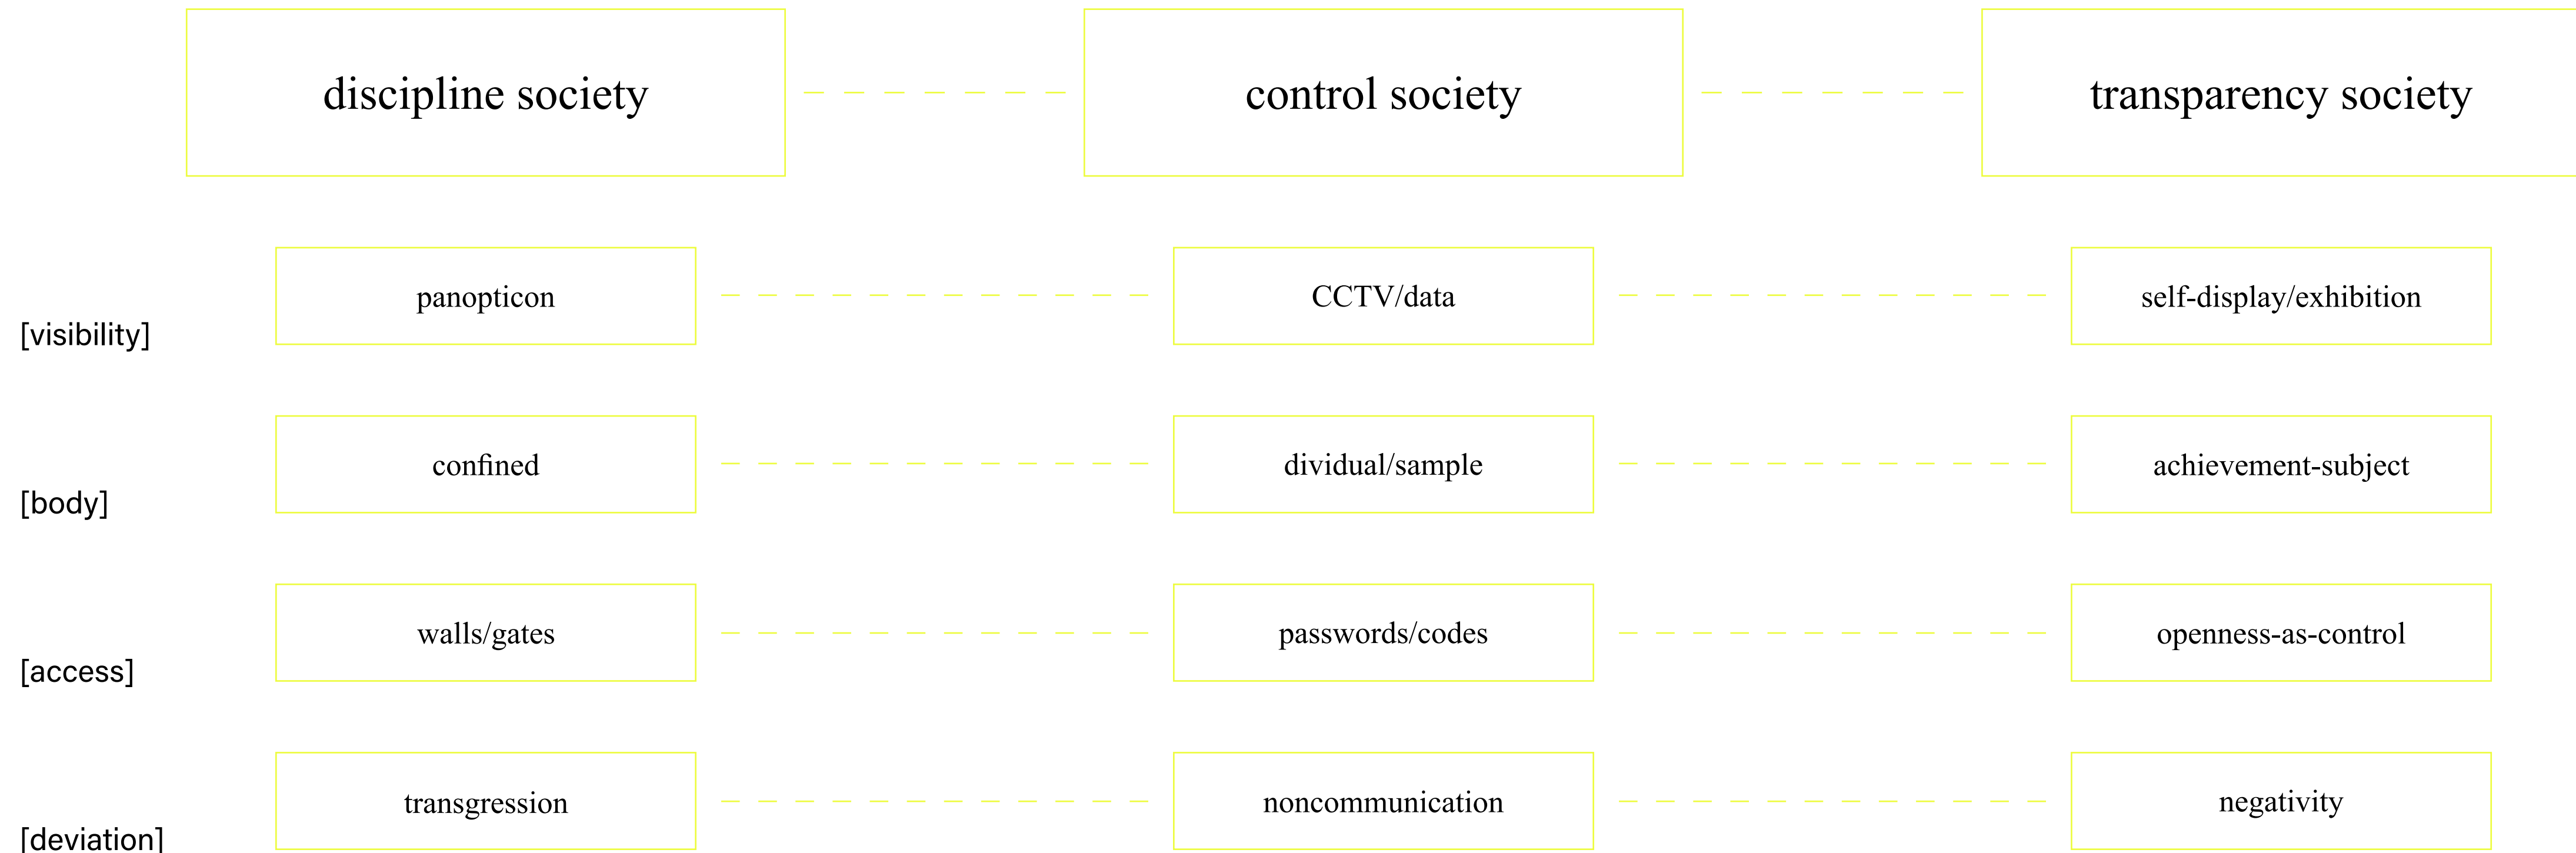 discipline society
control society
transparency society
panopticon
CCTV/data
self-display/exhibition
[visibility]
confined
dividual/sample
achievement-subject
[body]
walls/gates
passwords/codes
openness-as-control
[access]
transgression
noncommunication
negativity
[deviation]